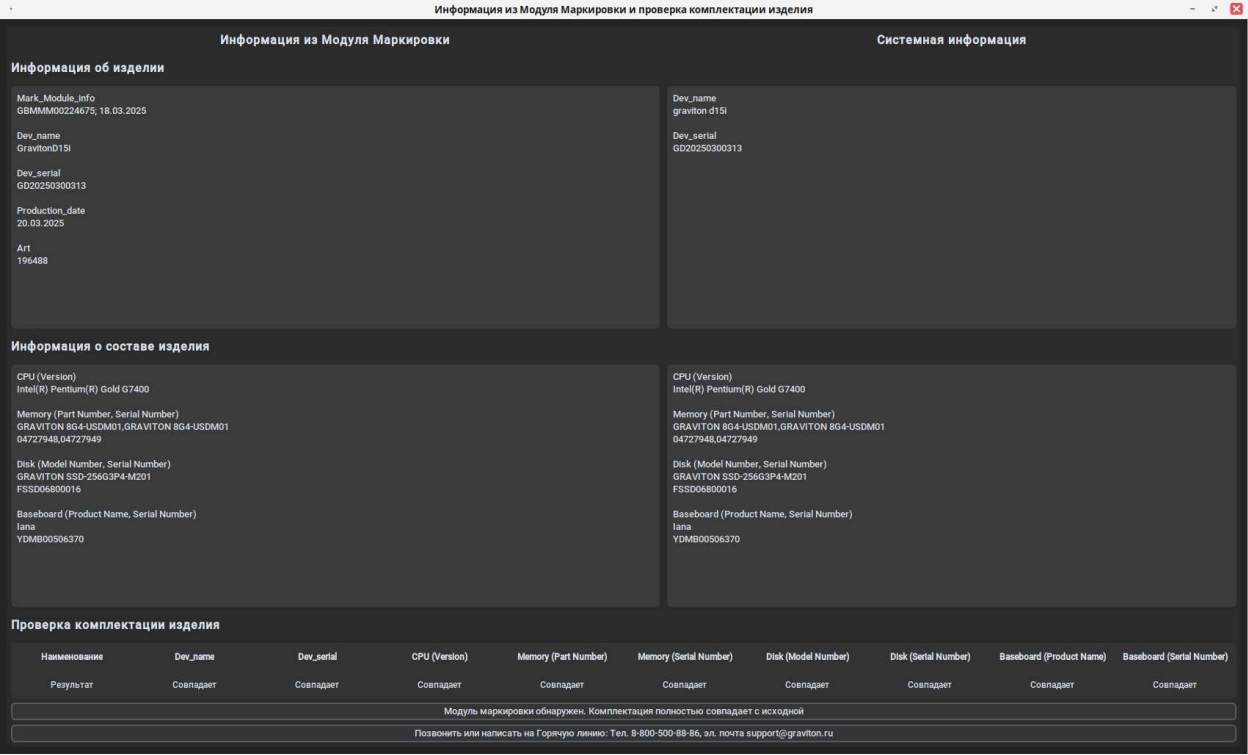 Информация из Модуля Маркировки и проверка комплектации изделия
Информация из Модуля Маркировки
Системная информация
Информация об изделии
Mark_Module_info
GBMMM00224675; 18.03.2025
Dev_name
GravitonD15i
Dev_serial
GD20250300313
Production_date
20.03.2025
Art
196488
Dev_name
graviton d15i
Dev_serial
GD20250300313
Информация о составе изделия
CPU (Version)
Intel(R) Pentium(R) Gold G7400
Memory (Part Number, Serial Number)
GRAVITON 8G4-USDM01,GRAVITON 8G4-USDM01
04727948,04727949
Disk (Model Number, Serial Number)
GRAVITON SSD-256G3P4-M201
FSSD06800016
Baseboard (Product Name, Serial Number)
Iana
YDMB00506370
CPU (Version)
Intel(R) Pentium(R) Gold G7400
Memory (Part Number, Serial Number)
GRAVITON 8G4-USDM01,GRAVITON 8G4-USDM01
04727948,04727949
Disk (Model Number, Serial Number)
GRAVITON SSD-256G3P4-M201
FSSD06800016
Baseboard (Product Name, Serial Number)
Iana
YDMB00506370
Проверка комплектации изделия
Наименование Dev_name Dev_serial CPU (Version) Memory (Part Number) Memory (Serial Number) Disk (Model Number) Disk (Serial Number) Baseboard (Product Name) Baseboard (Serial Number)
Результат Совпадает Совпадает Совпадает Совпадает Совпадает Совпадает Совпадает Совпадает Совпадает
Модуль маркировки обнаружен. Комплектация полностью совпадает с исходной
Позвонить или написать на Горячую линию: Тел. 8-800-500-88-86, эл. почта support@graviton.ru